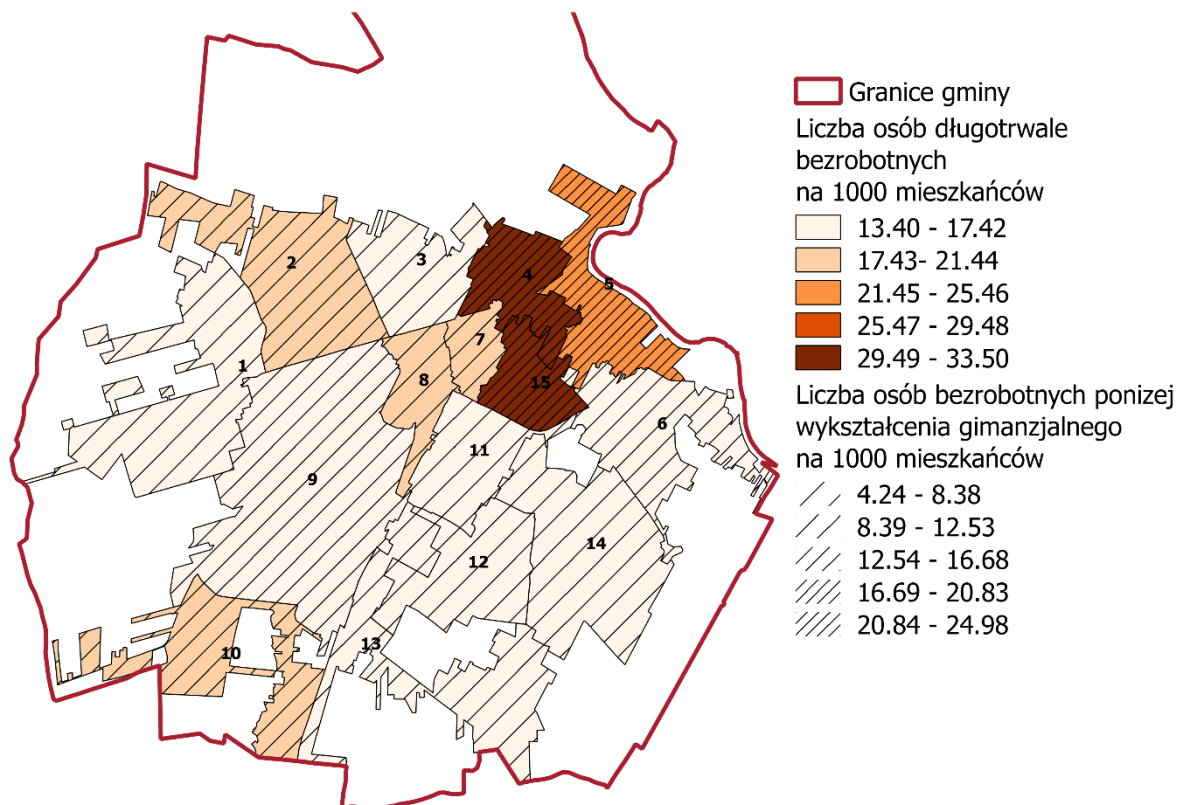 Granice gminy
Liczba osób długotrwale
bezrobotnych
na 1000 mieszkańców
13.40 - 17.42
17.43- 21.44
21.45 - 25.46
25.47 - 29.48
29.49 - 33.50
Liczba osób bezrobotnych ponizej
wykształcenia gimanzjalnego
na 1000 mieszkańców
4.24 - 8.38
8.39 - 12.53
12.54 - 16.68
16.69 - 20.83
20.84 - 24.98
2
3
4
5
1
7
8
15
6
11
9
12
14
13
10